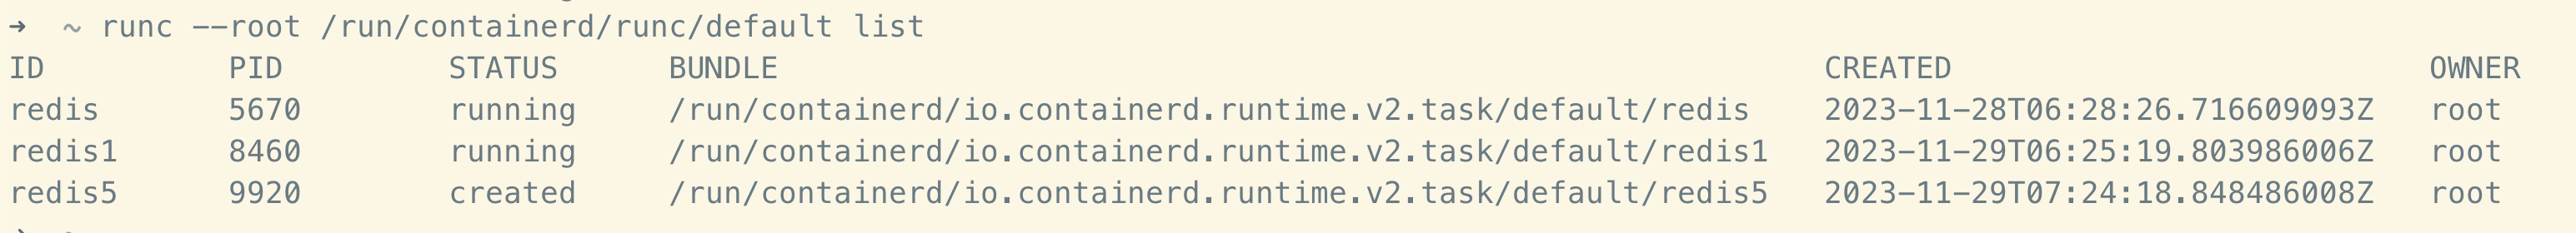 ➜  ~ runc --root /run/containerd/runc/default list
ID          PID         STATUS      BUNDLE                                                         CREATED                          OWNER
redis       5670        running     /run/containerd/io.containerd.runtime.v2.task/default/redis    2023-11-28T06:28:26.716609093Z   root
redis1      8460        running     /run/containerd/io.containerd.runtime.v2.task/default/redis1   2023-11-29T06:25:19.803986006Z   root
redis5      9920        created     /run/containerd/io.containerd.runtime.v2.task/default/redis5   2023-11-29T07:24:18.848486008Z   root